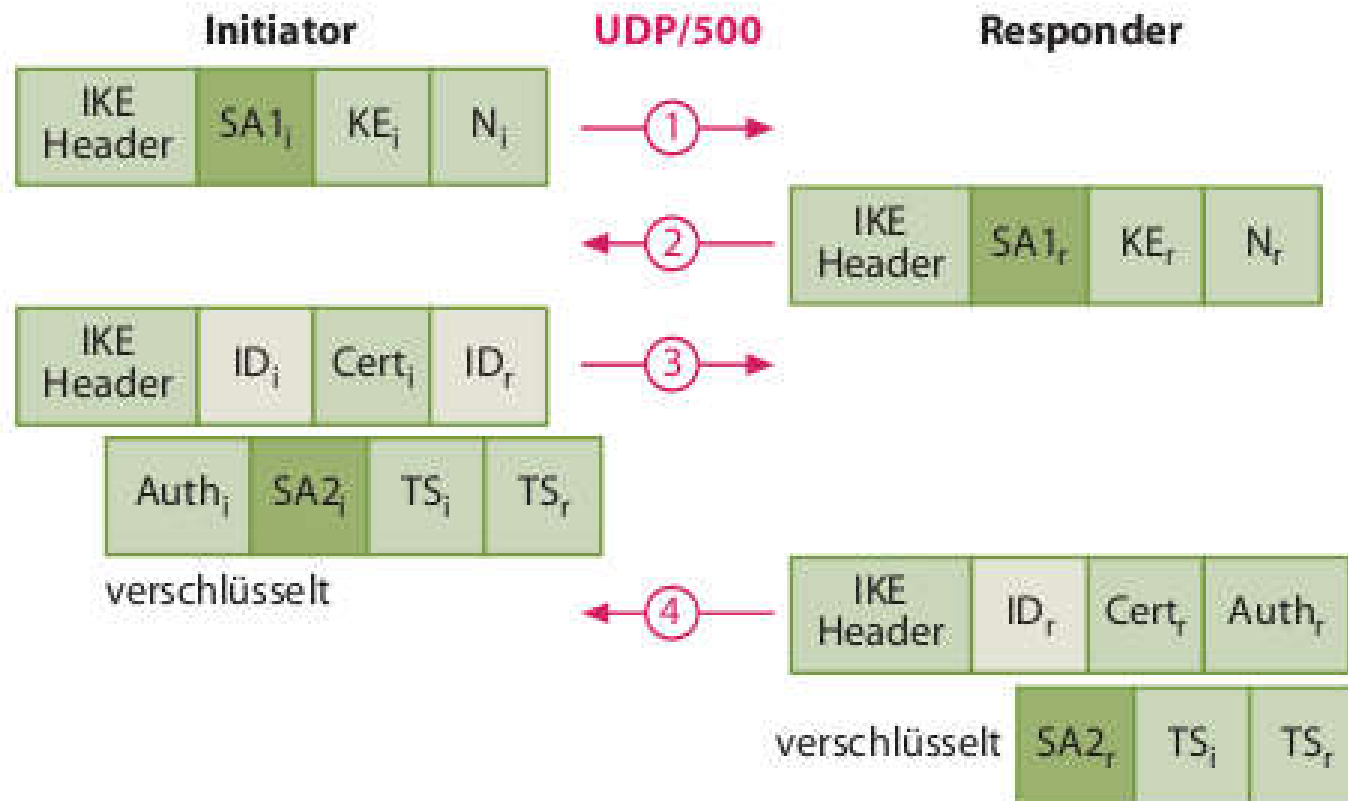 Initiator UDP/500 Responder
IKE Header SA1i KEi Ni
1
2
IKE Header SA1r KEr Nr
IKE Header IDi Certi IDr
3
Authi SA2i TSi TSr
verschlüsselt
4
IKE Header IDr Certr Authr
verschlüsselt SA2r TSi TSr